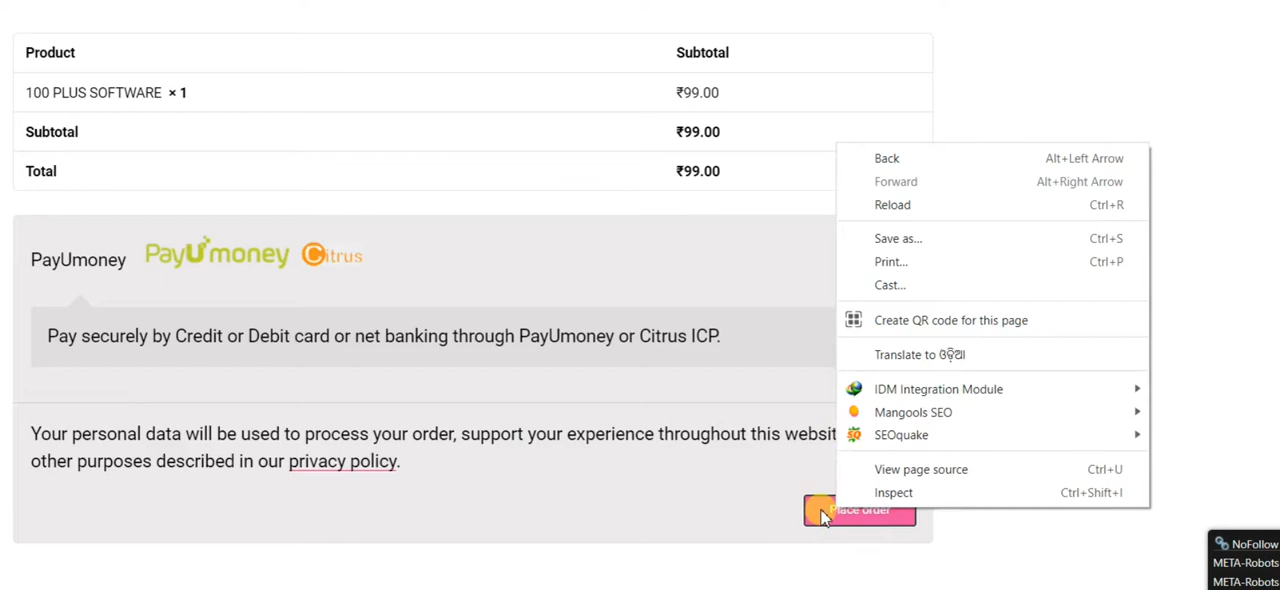 Product Subtotal
100 PLUS SOFTWARE × 1 ₹99.00
Subtotal ₹99.00
Total ₹99.00
PayUmoney PayUmoney Citrus
Pay securely by Credit or Debit card or net banking through PayUmoney or Citrus ICP.
Your personal data will be used to process your order, support your experience throughout this websit
other purposes described in our privacy policy.
Place order
Back Alt+Left Arrow
Forward Alt+Right Arrow
Reload Ctrl+R
Save as... Ctrl+S
Print... Ctrl+P
Cast...
Create QR code for this page
Translate to ଓଡ଼ିଆ
IDM Integration Module
Mangools SEO
SEOquake
View page source Ctrl+U
Inspect Ctrl+Shift+I
NoFollow
META-Robots
META-Robots